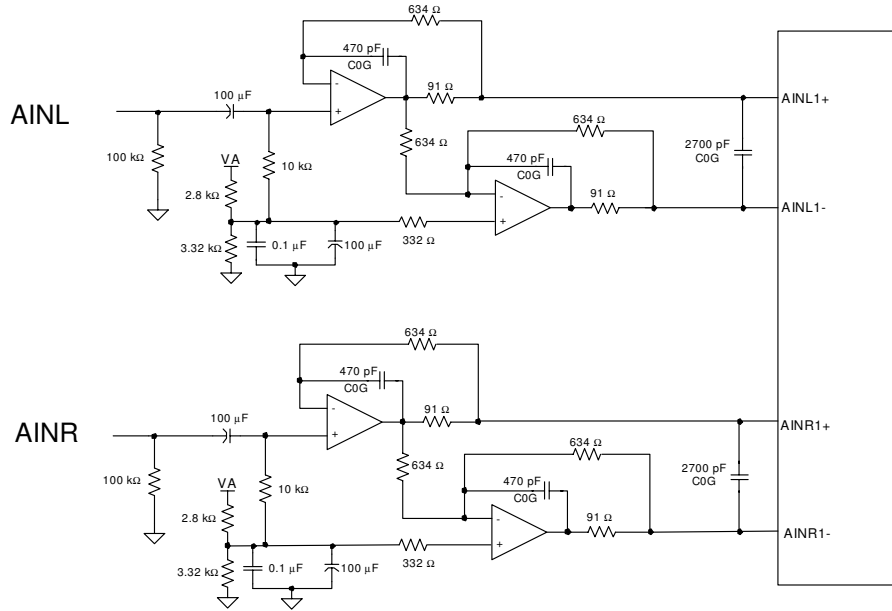 634 Ω
470 pF
C0G
-
+
91 Ω
100 µF
AINL
AINL1+
634 Ω
634 Ω
100 kΩ
10 kΩ
VA
2.8 kΩ
470 pF
C0G
-
+
91 Ω
2700 pF
C0G
AINL1-
332 Ω
3.32 kΩ
0.1 µF
100 µF
634 Ω
470 pF
C0G
-
+
91 Ω
100 µF
AINR
AINR1+
634 Ω
634 Ω
100 kΩ
10 kΩ
VA
2.8 kΩ
470 pF
C0G
-
+
91 Ω
2700 pF
C0G
AINR1-
332 Ω
3.32 kΩ
0.1 µF
100 µF